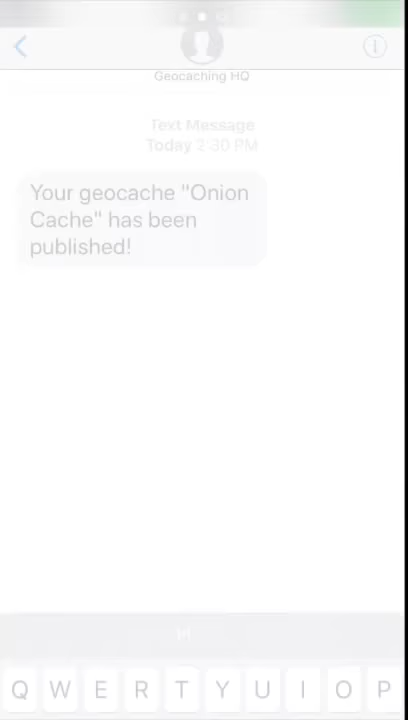 Geocaching HQ
Text Message
Today 2:30 PM
Your geocache "Onion
Cache" has been
published!
Q W E R T Y U I O P